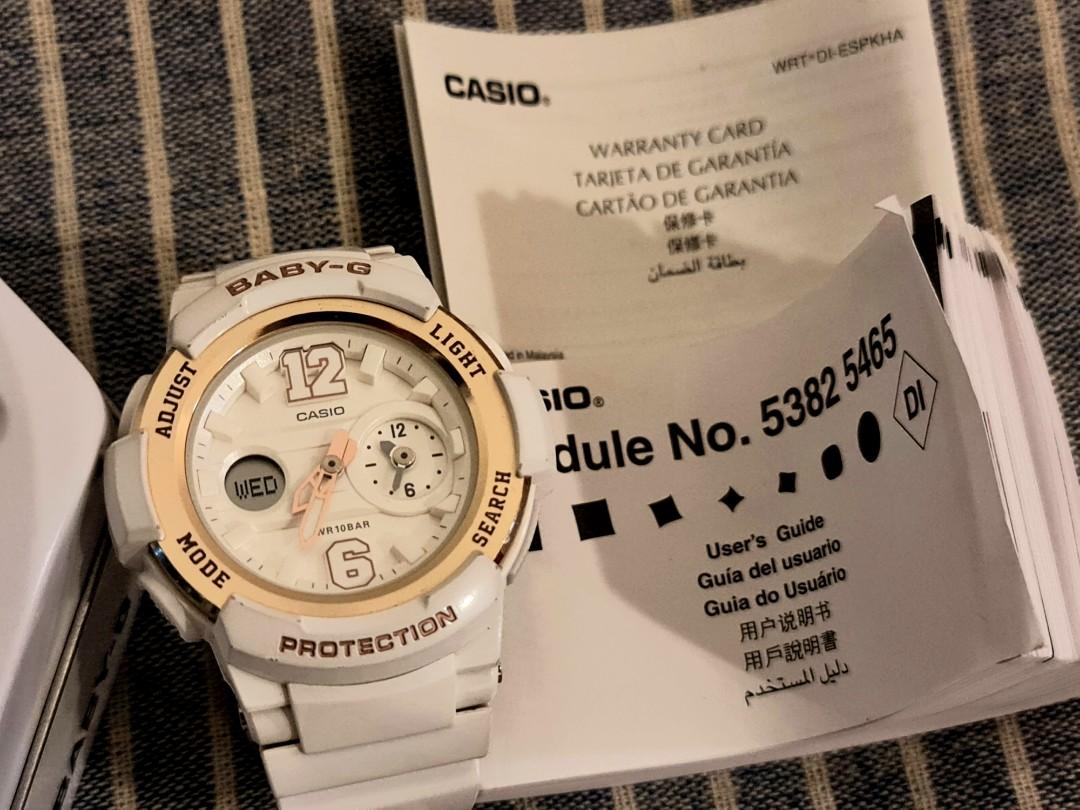 CASIO®
WRT*DI-ESPKHA
WARRANTY CARD
TARJETA DE GARANTÍA
CARTÃO DE GARANTIA
保修卡
保修卡
بطاقة الضمان
in Malaysia
SIO®
dule No. 5382 5465
DI
User's Guide
Guía del usuario
Guia do Usuário
用户说明书
用戶說明書
دليل المستخدم
BABY-G
ADJUST
LIGHT
12
CASIO
12
6
WED
WR10BAR
6
MODE
SEARCH
PROTECTION